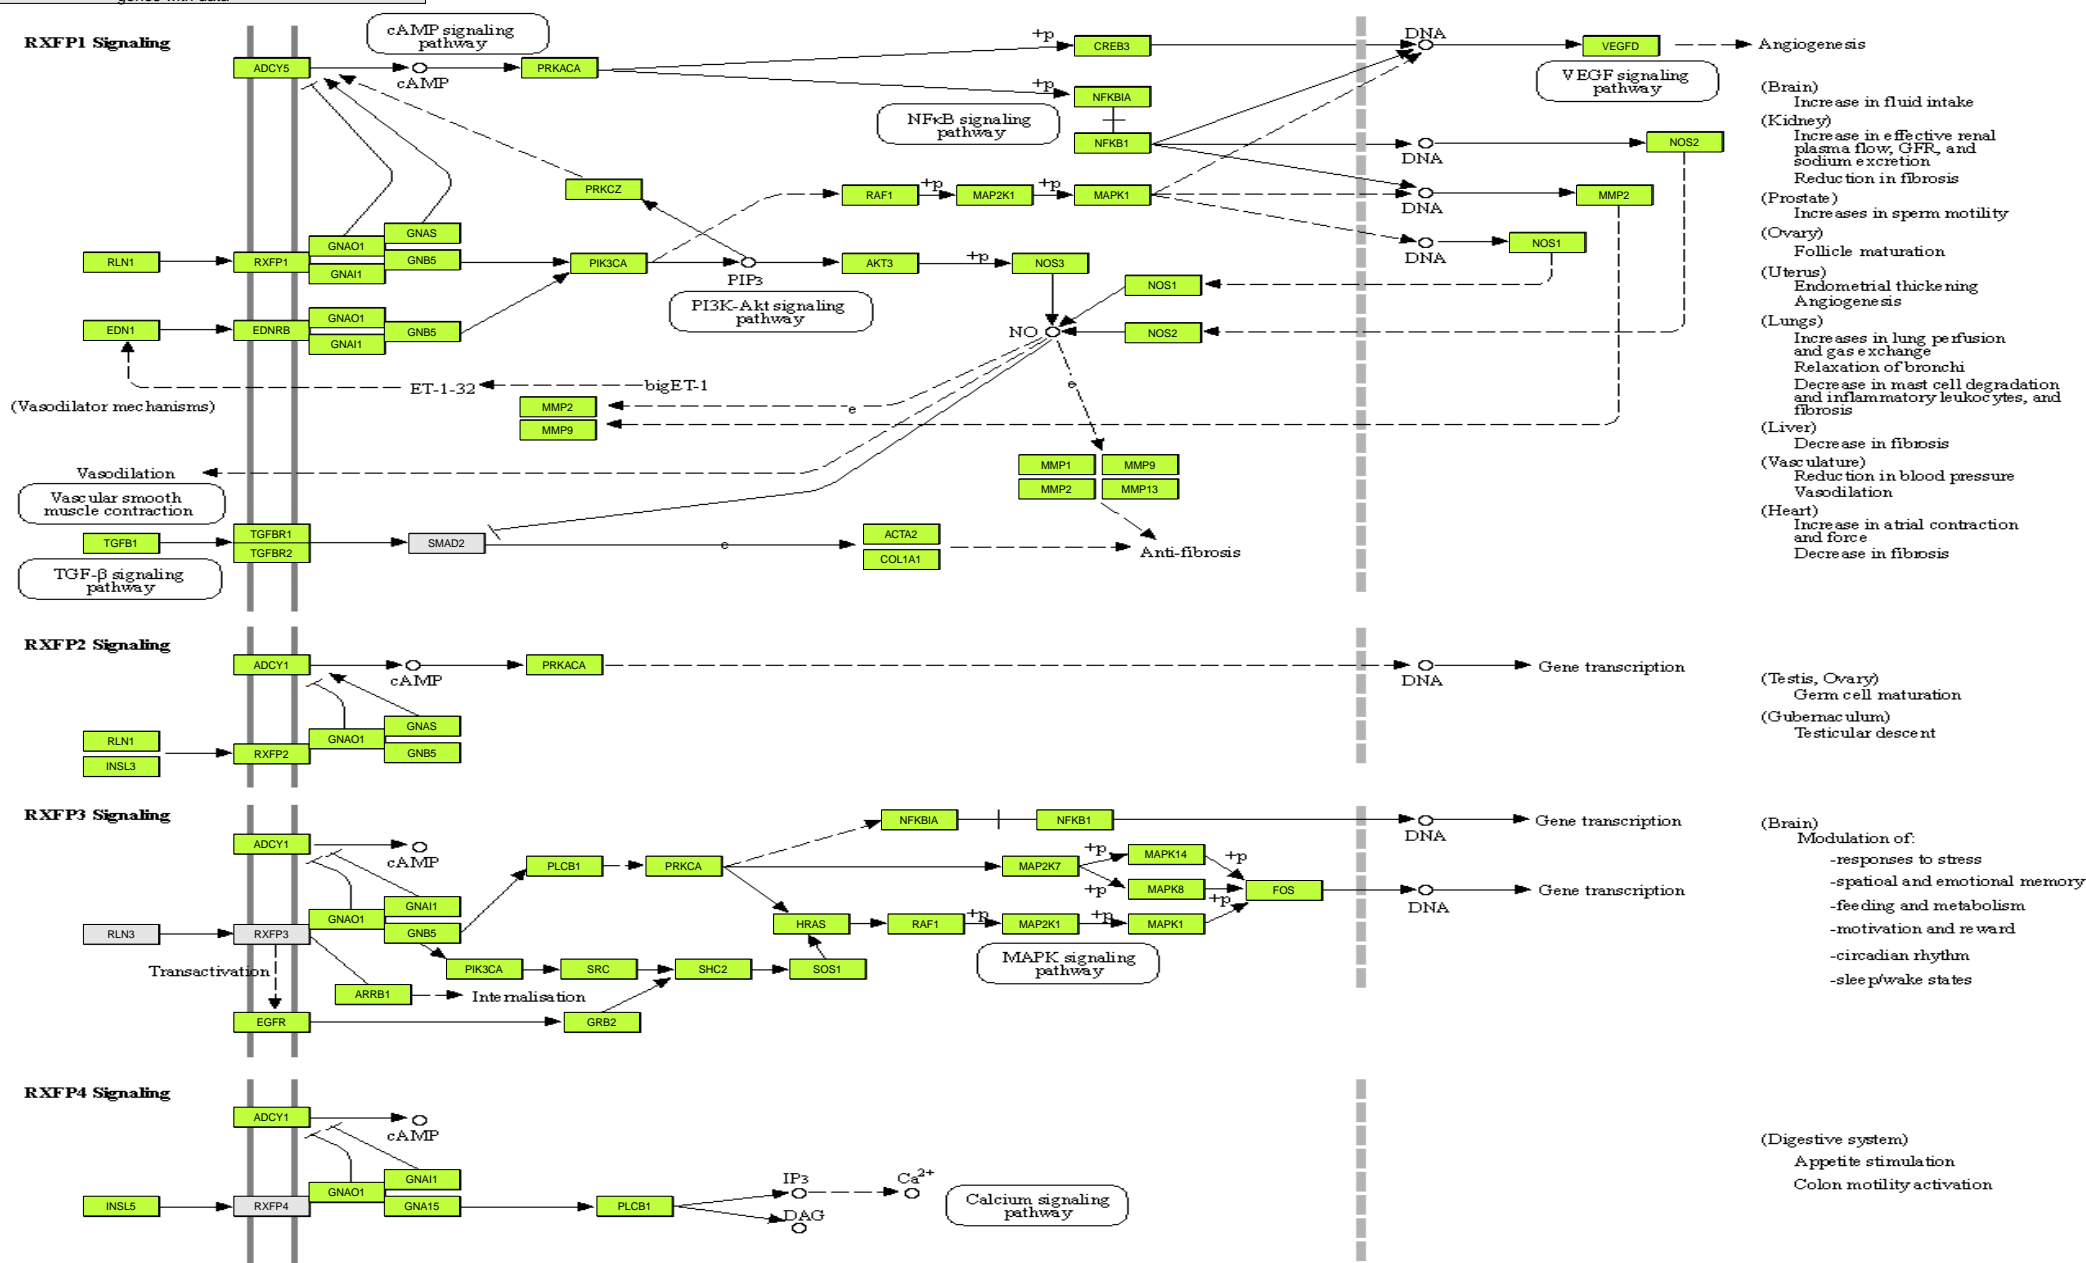 genes with data
RXFP1 Signaling
cAMP signaling
pathway
ADCY5
cAMP
PRKACA
+p
CREB3
DNA
VEGFD
Angiogenesis
VEGF signaling
pathway
+p
NFKBIA
NFκB signaling
pathway
NFKB1
DNA
NOS2
PRKCZ
RAF1
+p
MAP2K1
+p
MAPK1
DNA
MMP2
GNAS
GNAO1
RLN1
RXFP1
GNB5
GNAI1
PIK3CA
PIP3
AKT3
+p
NOS3
DNA
NOS1
NOS1
PI3K-Akt signaling
pathway
EDN1
EDNRB
GNAO1
GNB5
GNAI1
NO
NOS2
ET-1-32
bigET-1
(Vasodilator mechanisms)
MMP2
MMP9
e
e
Vasodilation
Vascular smooth
muscle contraction
MMP1
MMP9
MMP2
MMP13
TGFB1
TGFBR1
TGFBR2
SMAD2
e
ACTA2
COL1A1
Anti-fibrosis
TGF-β signaling
pathway
(Brain)
Increase in fluid intake
(Kidney)
Increase in effective renal
plasma flow, GFR, and
sodium excretion
Reduction in fibrosis
(Prostate)
Increases in sperm motility
(Ovary)
Follicle maturation
(Uterus)
Endometrial thickening
Angiogenesis
(Lungs)
Increases in lung perfusion
and gas exchange
Relaxation of bronchi
Decrease in mast cell degradation
and inflammatory leukocytes, and
fibrosis
(Liver)
Decrease in fibrosis
(Vasculature)
Reduction in blood pressure
Vasodilation
(Heart)
Increase in atrial contraction
and force
Decrease in fibrosis
RXFP2 Signaling
ADCY1
cAMP
PRKACA
DNA
Gene transcription
GNAS
GNAO1
GNB5
RLN1
INSL3
RXFP2
(Testis, Ovary)
Germ cell maturation
(Gubernaculum)
Testicular descent
RXFP3 Signaling
ADCY1
cAMP
NFKBIA
NFKB1
DNA
Gene transcription
PLCB1
PRKCA
MAP2K7
+p
MAPK14
+p
+p
MAPK8
FOS
DNA
Gene transcription
GNAI1
GNAO1
GNB5
RLN3
RXFP3
HRAS
RAF1
+p
MAP2K1
+p
MAPK1
+p
MAPK signaling
pathway
Transactivation
PIK3CA
SRC
SHC2
SOS1
ARRB1
Internalisation
EGFR
GRB2
(Brain)
Modulation of:
-responses to stress
-spatioal and emotional memory
-feeding and metabolism
-motivation and reward
-circadian rhythm
-sleep/wake states
RXFP4 Signaling
ADCY1
cAMP
GNAI1
GNAO1
GNA15
INSL5
RXFP4
PLCB1
IP3
Ca2+
DAG
Calcium signaling
pathway
(Digestive system)
Appetite stimulation
Colon motility activation